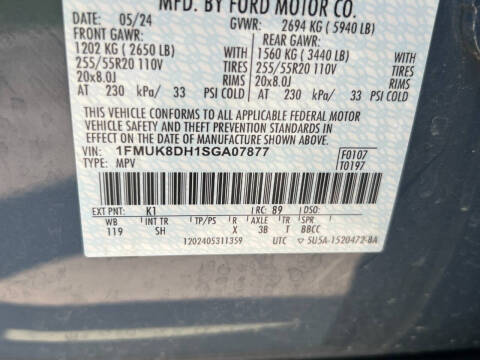 MFD. BY FORD MOTOR CO.
DATE: 05/24 GVWR: 2694 KG (5940 LB)
FRONT GAWR: REAR GAWR:
1202 KG (2650 LB) 1560 KG (3440 LB) WITH
255/55R20 110V 255/55R20 110V TIRES
20x8.0J 20x8.0J RIMS
AT 230 kPa/ 33 PSI COLD AT 230 kPa/ 33 PSI COLD
THIS VEHICLE CONFORMS TO ALL APPLICABLE FEDERAL MOTOR
VEHICLE SAFETY AND THEFT PREVENTION STANDARDS IN
EFFECT ON THE DATE OF MANUFACTURE SHOWN ABOVE.
VIN: 1FMUK8DH1SGA07877 F0107
TYPE: MPV T0197
EXT PNT: K1 RC: 89 DSO:
WB INT TR TP/PS R AXLE TR SPR
119 SH X 3B T BBCC
1202405311359 UTC SU5A-1520472-BA